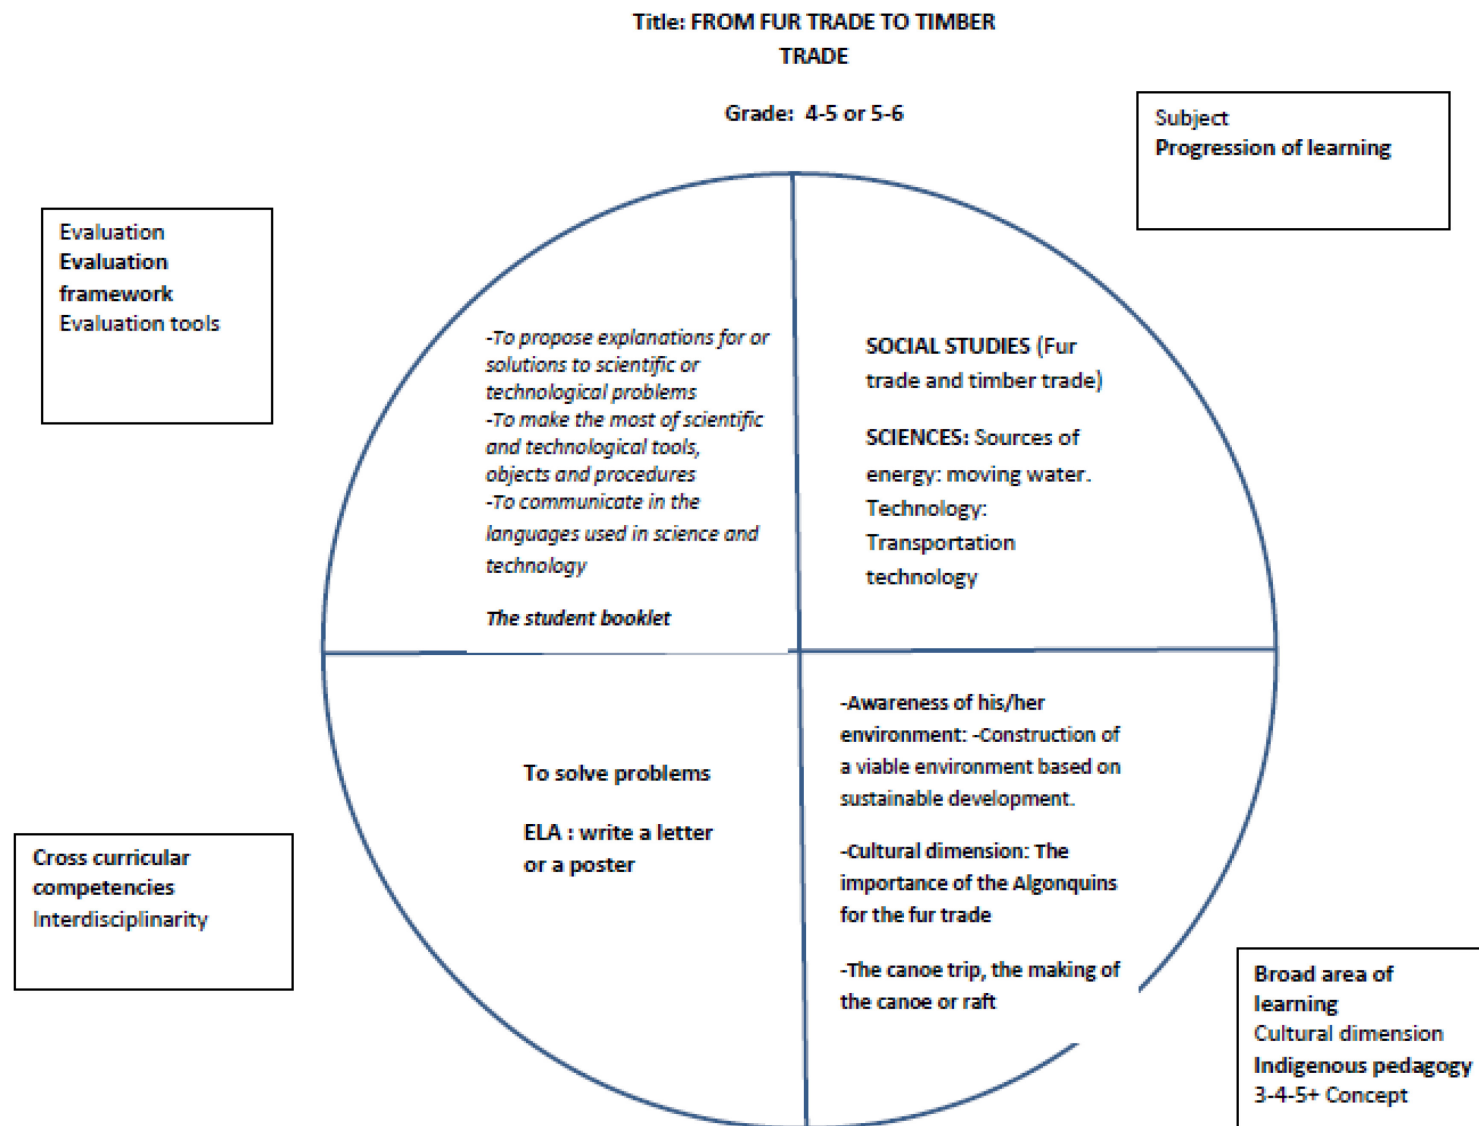 Title: FROM FUR TRADE TO TIMBER
TRADE
Grade:  4-5 or 5-6
Subject
Progression of learning
Evaluation
Evaluation
framework
Evaluation tools
-To propose explanations for or
solutions to scientific or
technological problems
-To make the most of scientific
and technological tools,
objects and procedures
-To communicate in the
languages used in science and
technology
The student booklet
SOCIAL STUDIES (Fur
trade and timber trade)
SCIENCES: Sources of
energy: moving water.
Technology:
Transportation
technology
To solve problems
ELA : write a letter
or a poster
-Awareness of his/her
environment: -Construction of
a viable environment based on
sustainable development.
-Cultural dimension: The
importance of the Algonquins
for the fur trade
-The canoe trip, the making of
the canoe or raft
Cross curricular
competencies
Interdisciplinarity
Broad area of
learning
Cultural dimension
Indigenous pedagogy
3-4-5+ Concept